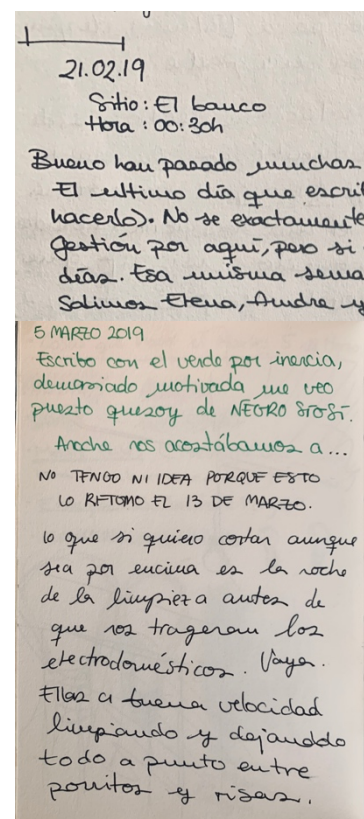 21.02.19
Sitio: El banco
Hora: 00:30h
Bueno han pasado muchas
El ultimo día que escrib
hacerlo). No se exactamente
gestión por aquí, pero si
días. Esa misma sema
Salimos Elena, Andre y
5 MARZO 2019
Escribo con el verde por inercia,
demasiado motivada me veo
puesto que soy de NEGRO
Anoche nos acostábamos a...
NO TENGO NI IDEA PORQUE ESTO
LO RETOMO EL 13 DE MARZO.
lo que si quiero contar aunque
sea por encima es la noche
de la limpieza antes de
que nos trageran los
electrodomésticos. Vaya.
Ellas a buena velocidad
limpiando y dejanddo
todo a punto entre
porritos y risas.